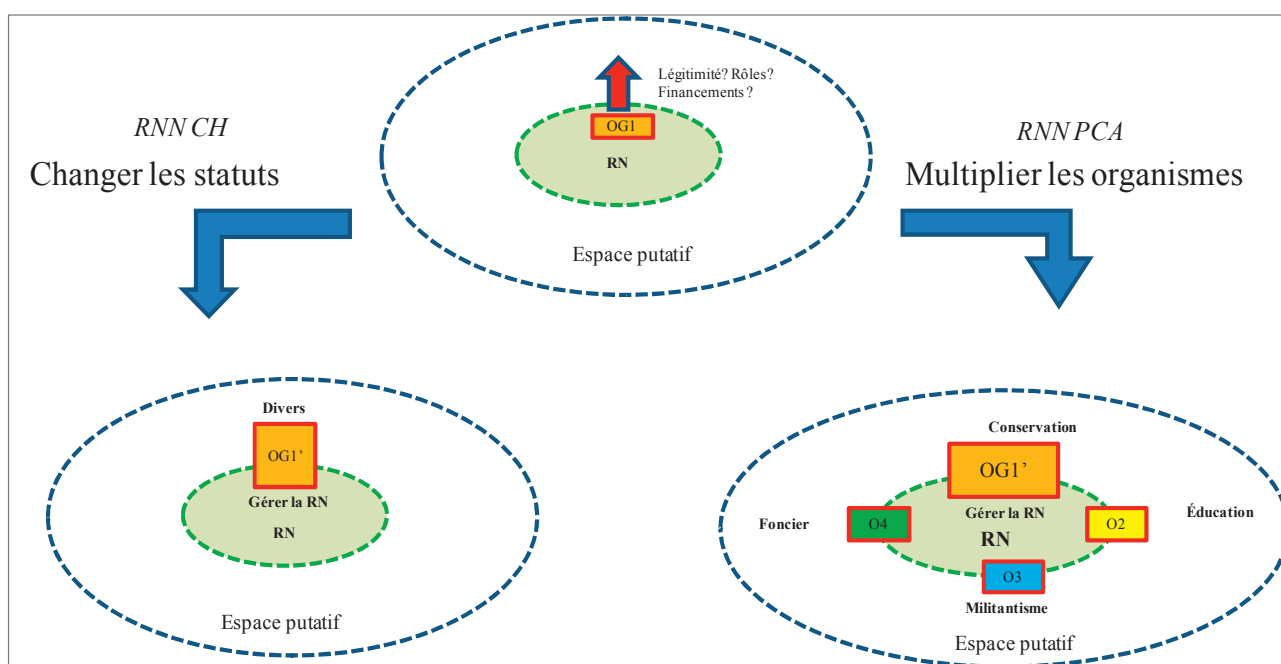 Légitimité? Rôles?
Financements ?
OG1
RN
Espace putatif
RNN CH
Changer les statuts
RNN PCA
Multiplier les organismes
Divers
OG1’
Gérer la RN
RN
Espace putatif
Conservation
OG1’
Gérer la RN
RN
Foncier
O4
O2
Éducation
O3
Militantisme
Espace putatif